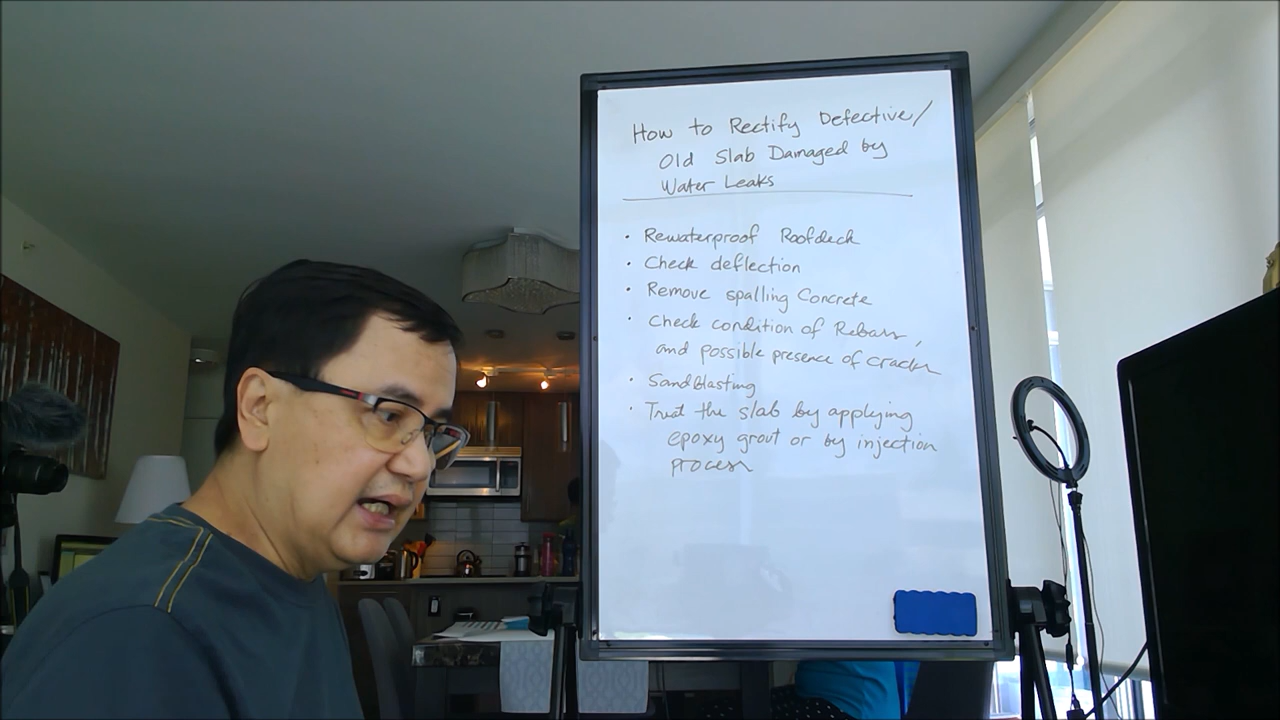 How to Rectify Defective/
Old Slab Damaged by
Water Leaks
• Rewaterproof Roofdeck
• Check deflection
• Remove spalling Concrete
• Check condition of Rebars,
and possible presence of cracks
• Sandblasting
• Treat the slab by applying
epoxy grout or by injection
process